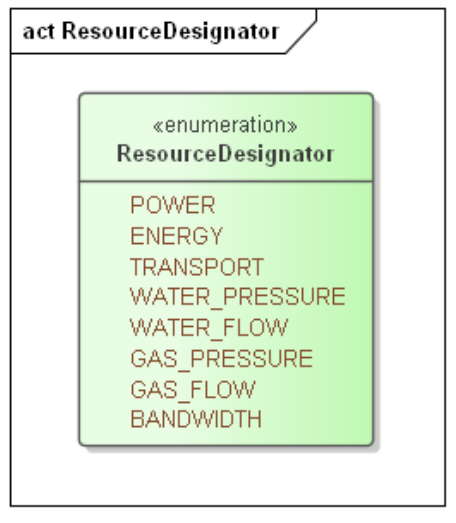 act ResourceDesignator
«enumeration»
ResourceDesignator
POWER
ENERGY
TRANSPORT
WATER_PRESSURE
WATER_FLOW
GAS_PRESSURE
GAS_FLOW
BANDWIDTH